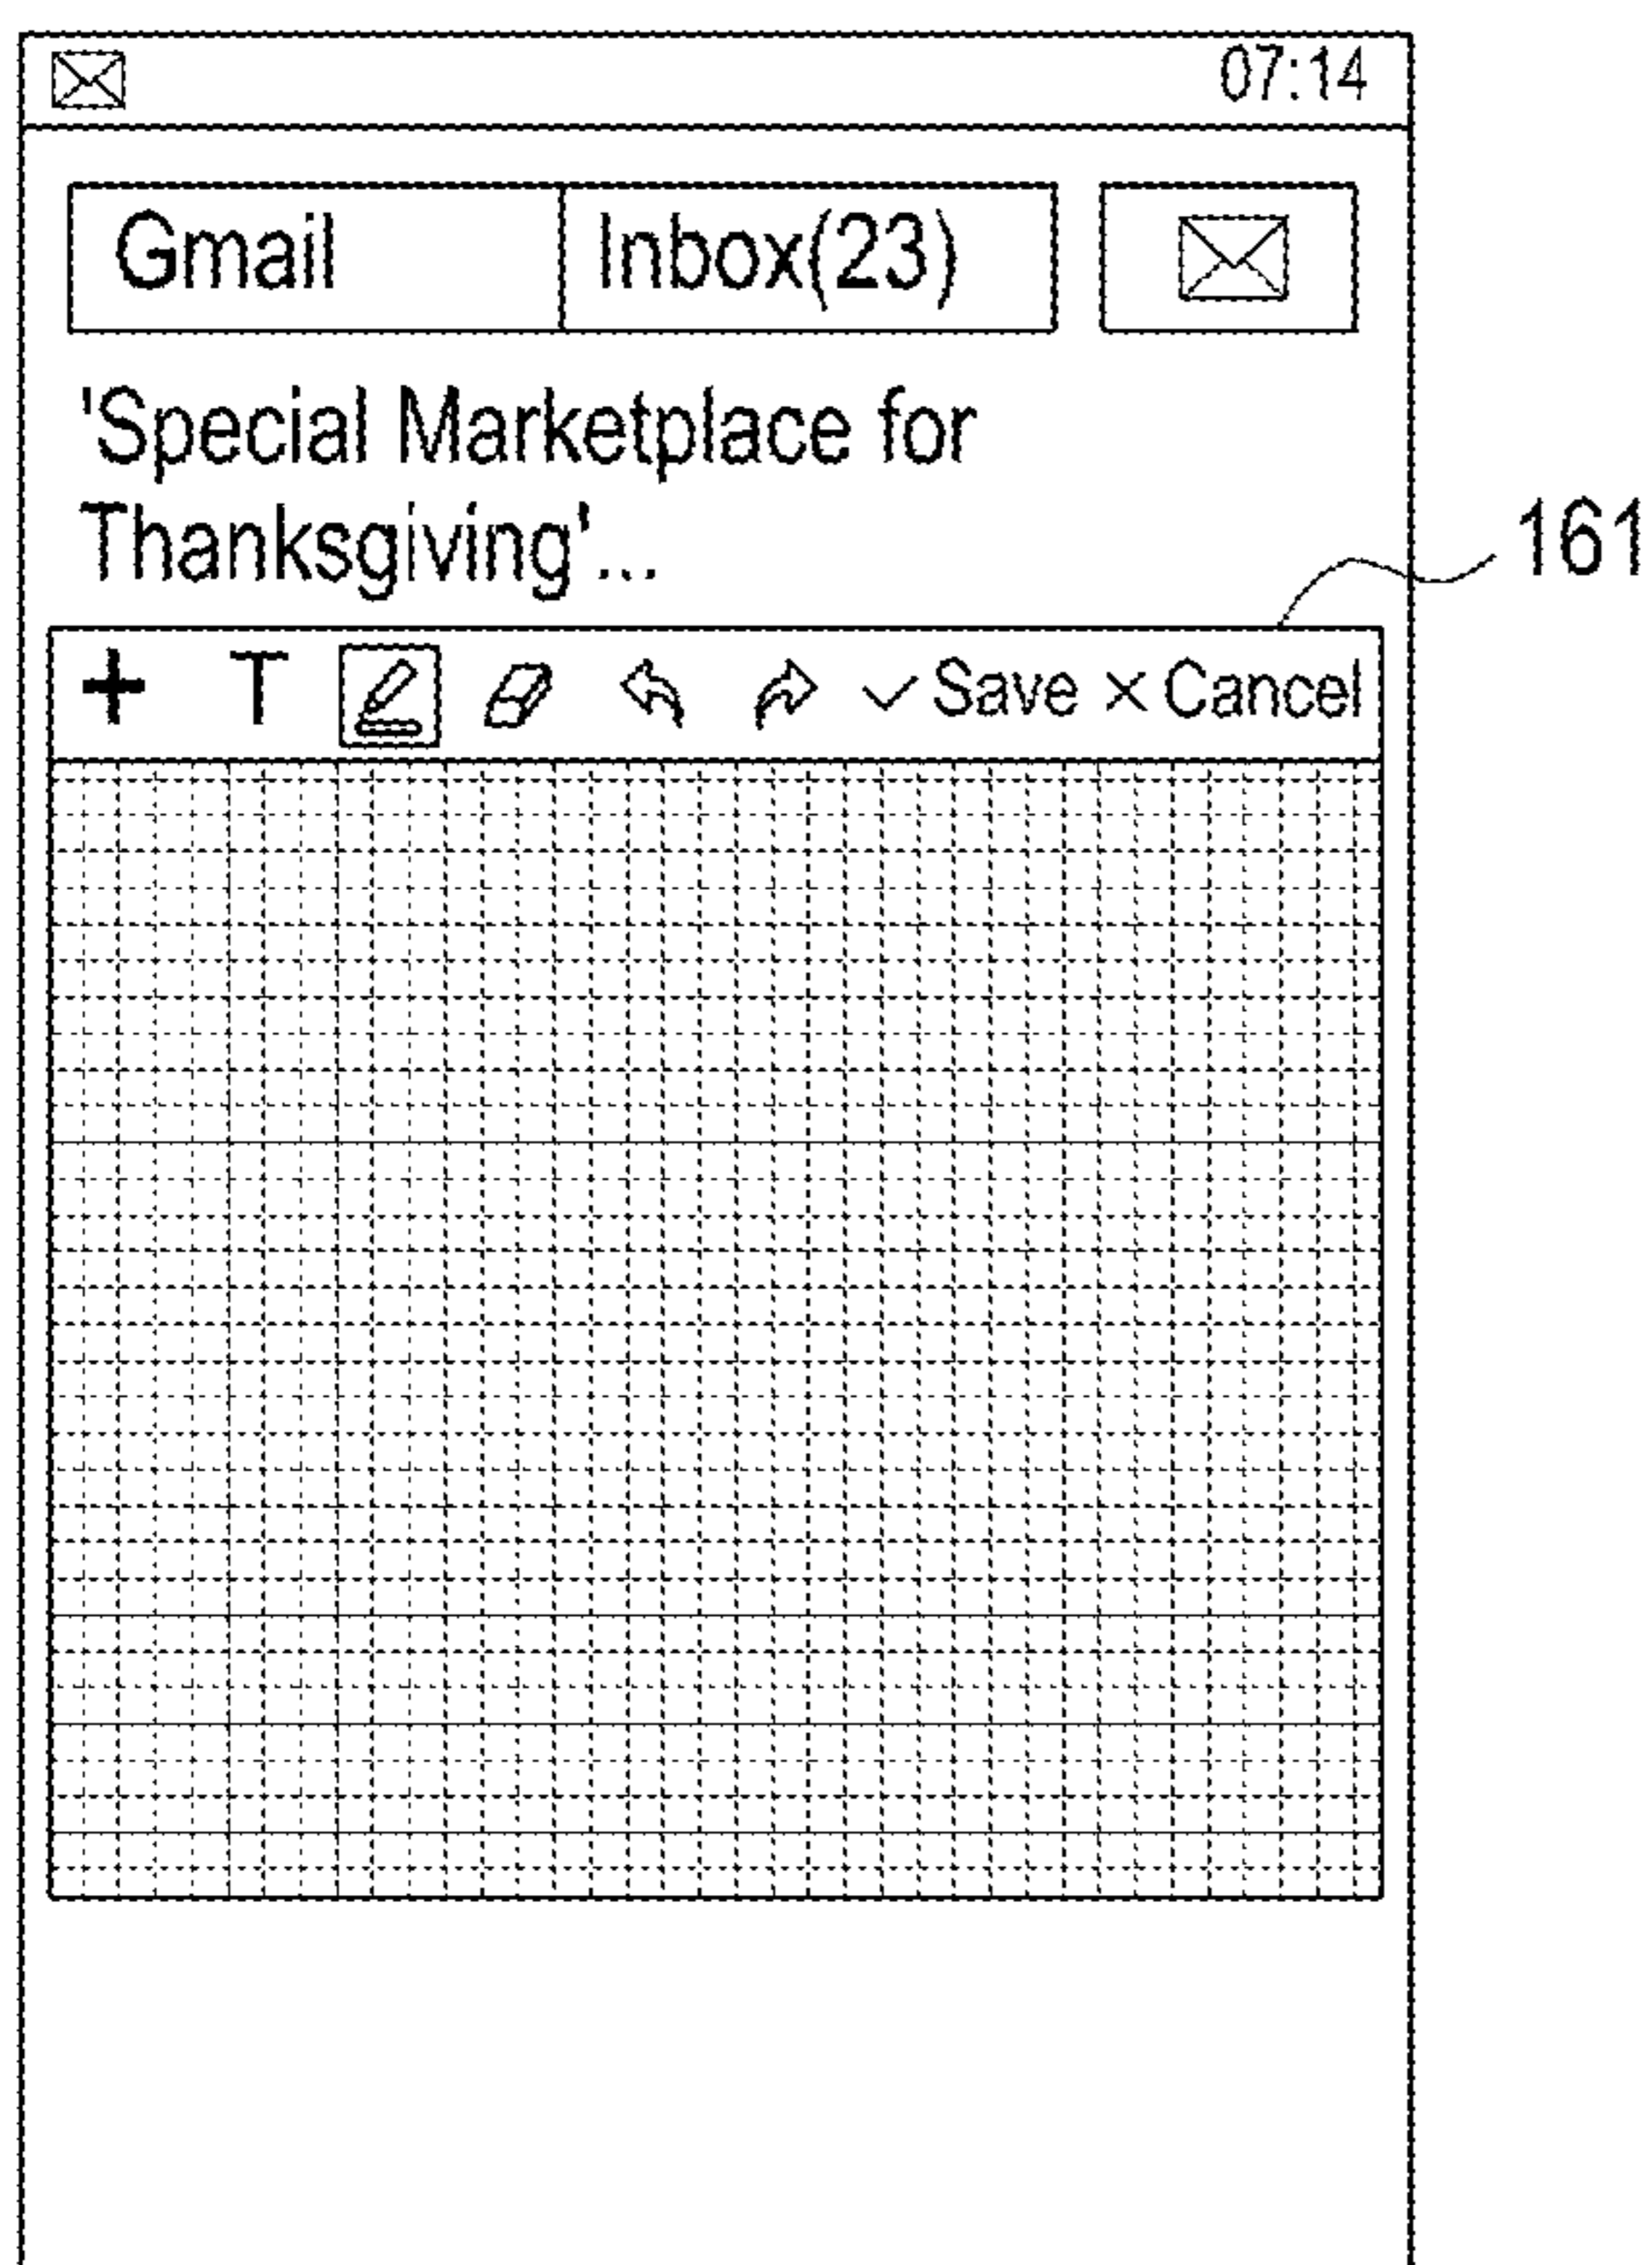 07:14
Gmail Inbox(23)
'Special Marketplace for
Thanksgiving'...
161
+ T ✓ Save × Cancel